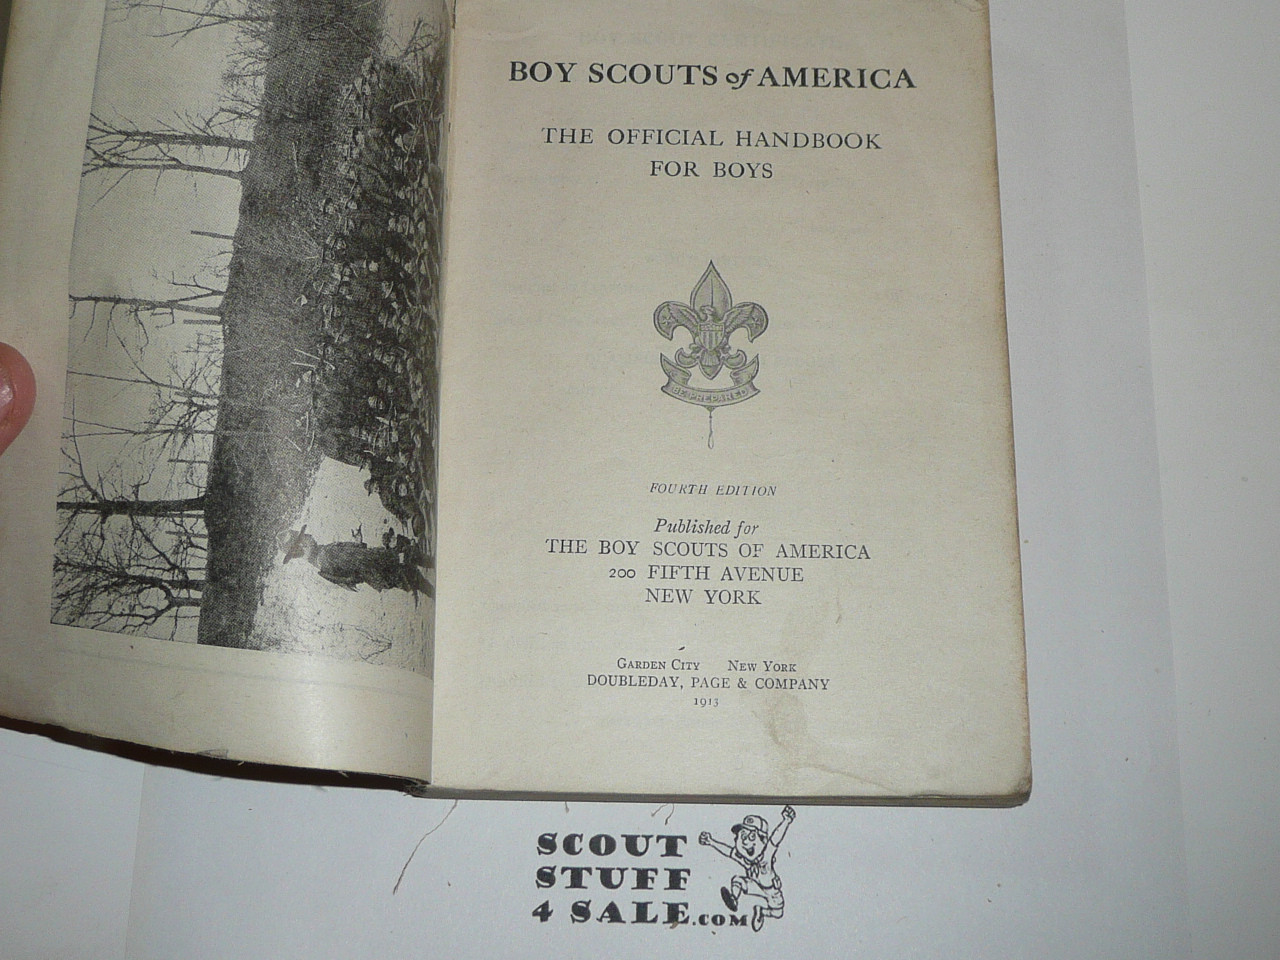 BOY SCOUTS of AMERICA
THE OFFICIAL HANDBOOK
FOR BOYS
BE PREPARED
FOURTH EDITION
Published for
THE BOY SCOUTS OF AMERICA
200 FIFTH AVENUE
NEW YORK
GARDEN CITY NEW YORK
DOUBLEDAY, PAGE & COMPANY
1913
SCOUT
STUFF
4 SALE.COM